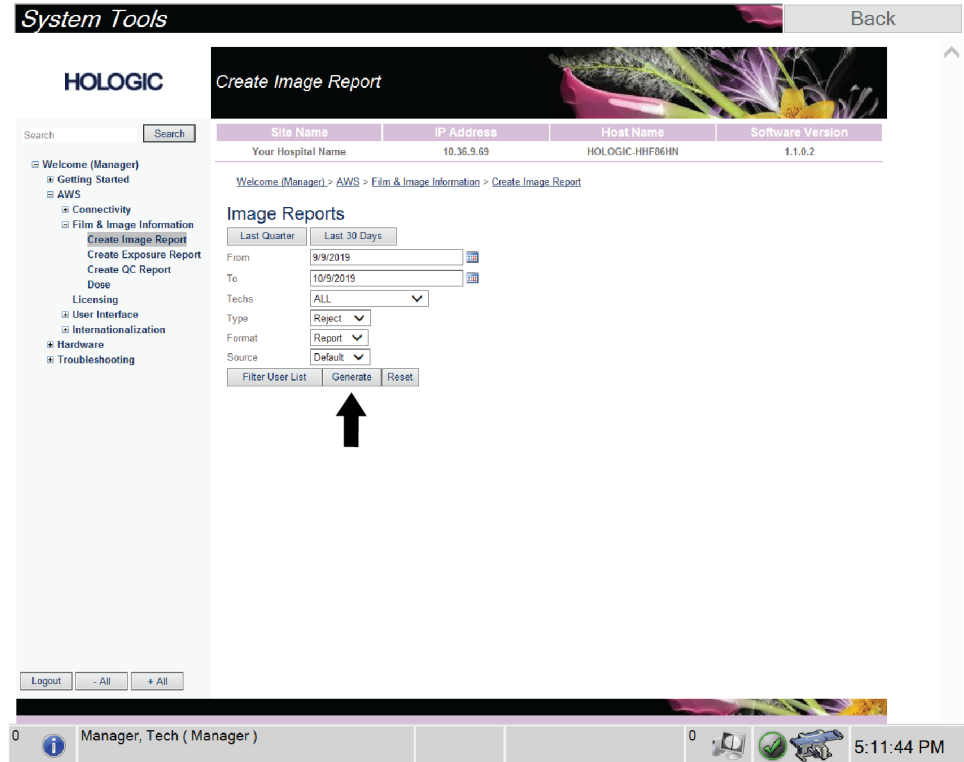 System Tools
Back
HOLOGIC
Create Image Report
Search
Search
Site Name
IP Address
Host Name
Software Version
Your Hospital Name
10.36.9.69
HOLOGIC-HHF86HN
1.1.0.2
Welcome (Manager)
Getting Started
AWS
Connectivity
Film & Image Information
Create Image Report
Create Exposure Report
Create QC Report
Dose
Licensing
User Interface
Internationalization
Hardware
Troubleshooting
Welcome (Manager) > AWS > Film & Image Information > Create Image Report
Image Reports
Last Quarter
Last 30 Days
From
9/9/2019
To
10/9/2019
Techs
ALL
Type
Reject
Format
Report
Source
Default
Filter User List
Generate
Reset
Logout
- All
+ All
0
Manager, Tech ( Manager )
0
5:11:44 PM